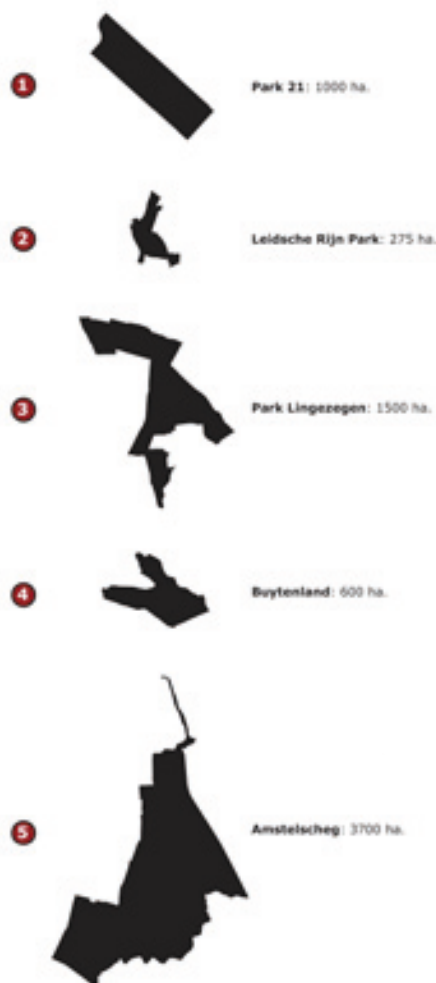 1 Park 21: 1000 ha.
2 Leidsche Rijn Park: 275 ha.
3 Park Lingezegen: 1500 ha.
4 Buytenland: 600 ha.
5 Amstelscheg: 3700 ha.